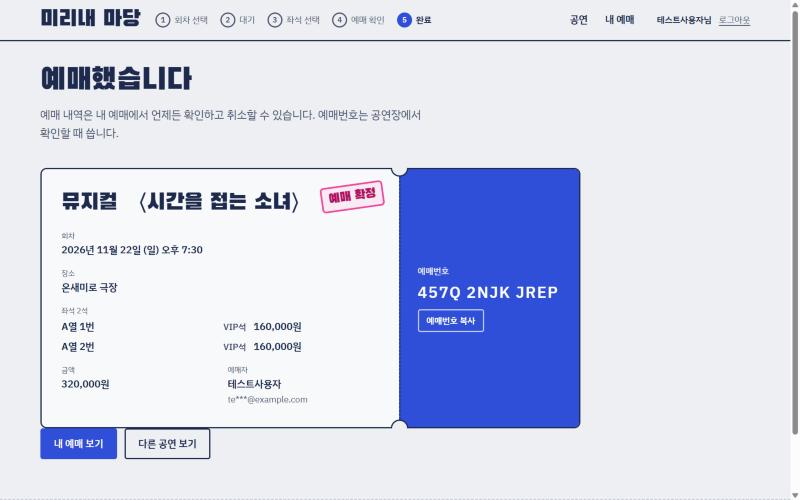 미리내 마당 1 회차 선택 2 대기 3 좌석 선택 4 예매 확인 5 완료 공연 내 예매 테스트사용자님 로그아웃
예매했습니다
예매 내역은 내 예매에서 언제든 확인하고 취소할 수 있습니다. 예매번호는 공연장에서
확인할 때 씁니다.
뮤지컬 〈시간을 접는 소녀〉 예매 확정
회차
2026년 11월 22일 (일) 오후 7:30
장소
은새미로 극장
좌석 2석
A열 1번 VIP석 160,000원
A열 2번 VIP석 160,000원
금액 예매자
320,000원 테스트사용자
te***@example.com
예매번호
457Q 2NJK JREP
예매번호 복사
내 예매 보기 다른 공연 보기